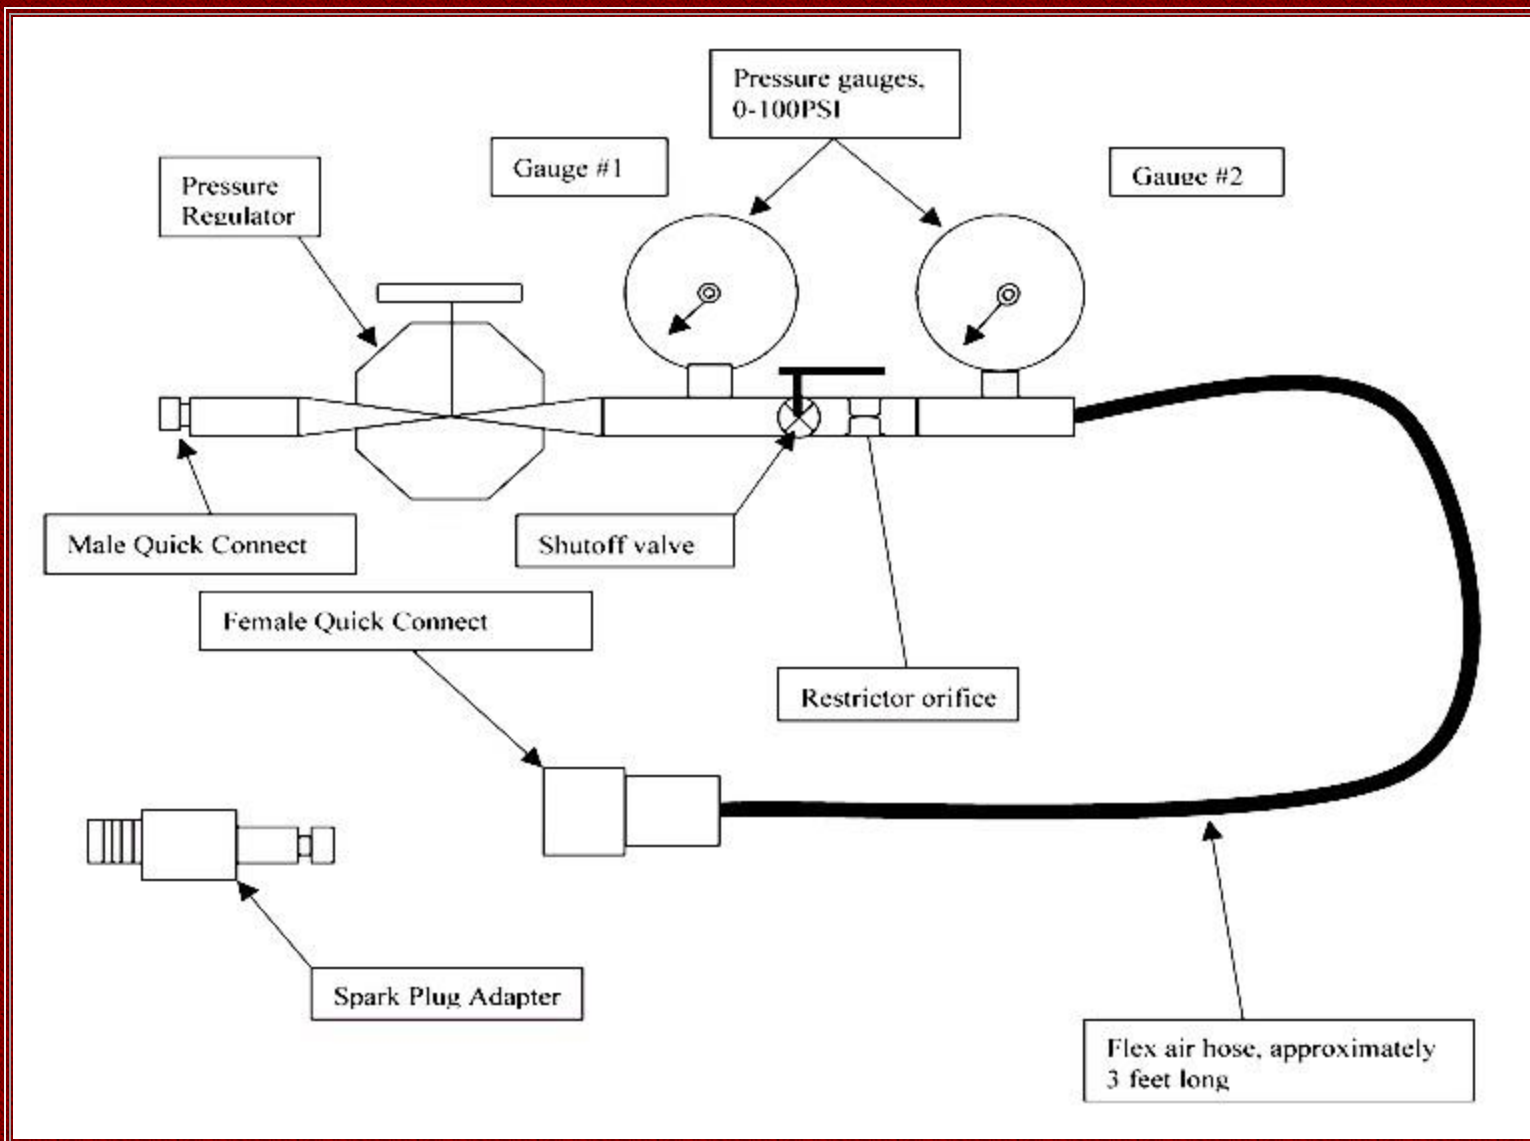 Pressure gauges,
0-100PSI
Gauge #1
Gauge #2
Pressure
Regulator
Male Quick Connect
Shutoff valve
Female Quick Connect
Restrictor orifice
Spark Plug Adapter
Flex air hose, approximately
3 feet long